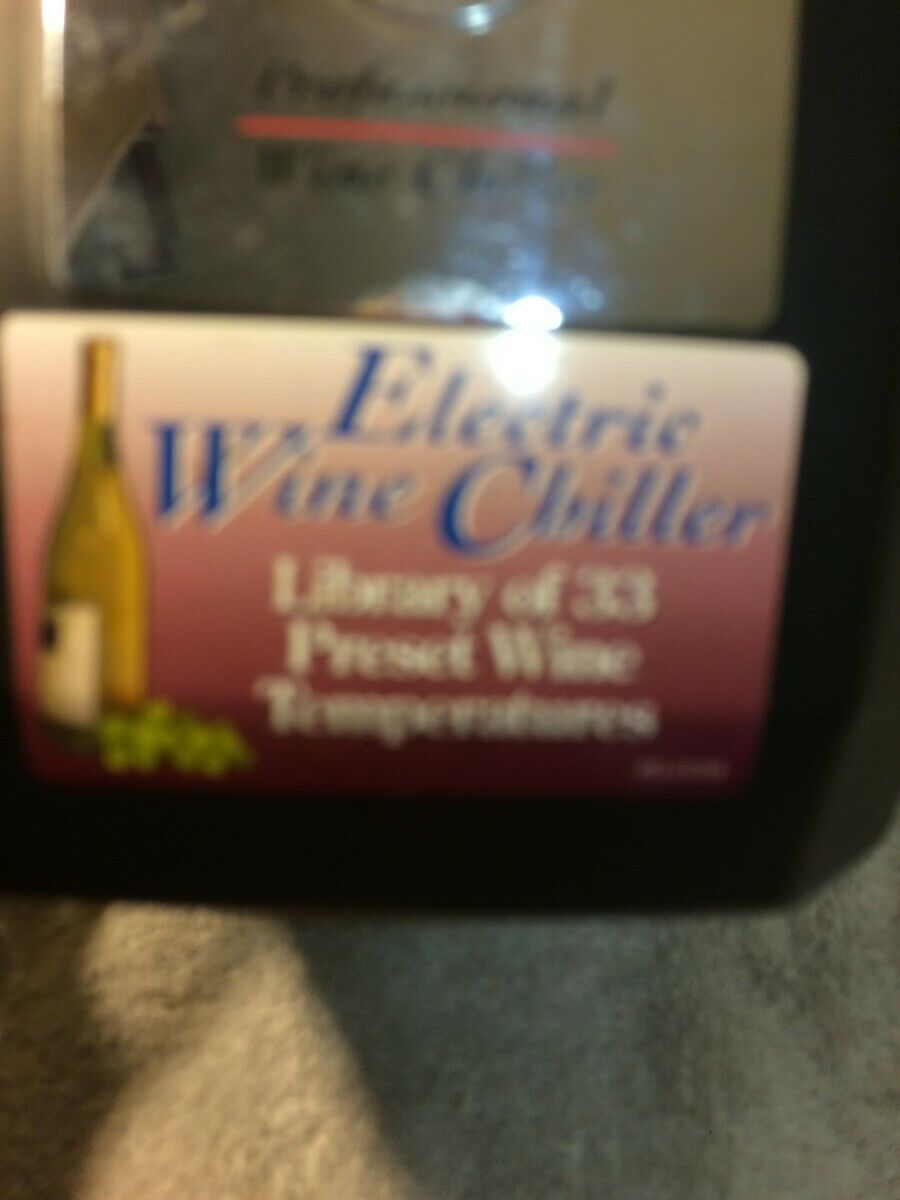 Professional
Wine Chiller
Electric
Wine Chiller
Library of 33
Preset Wine
Temperatures